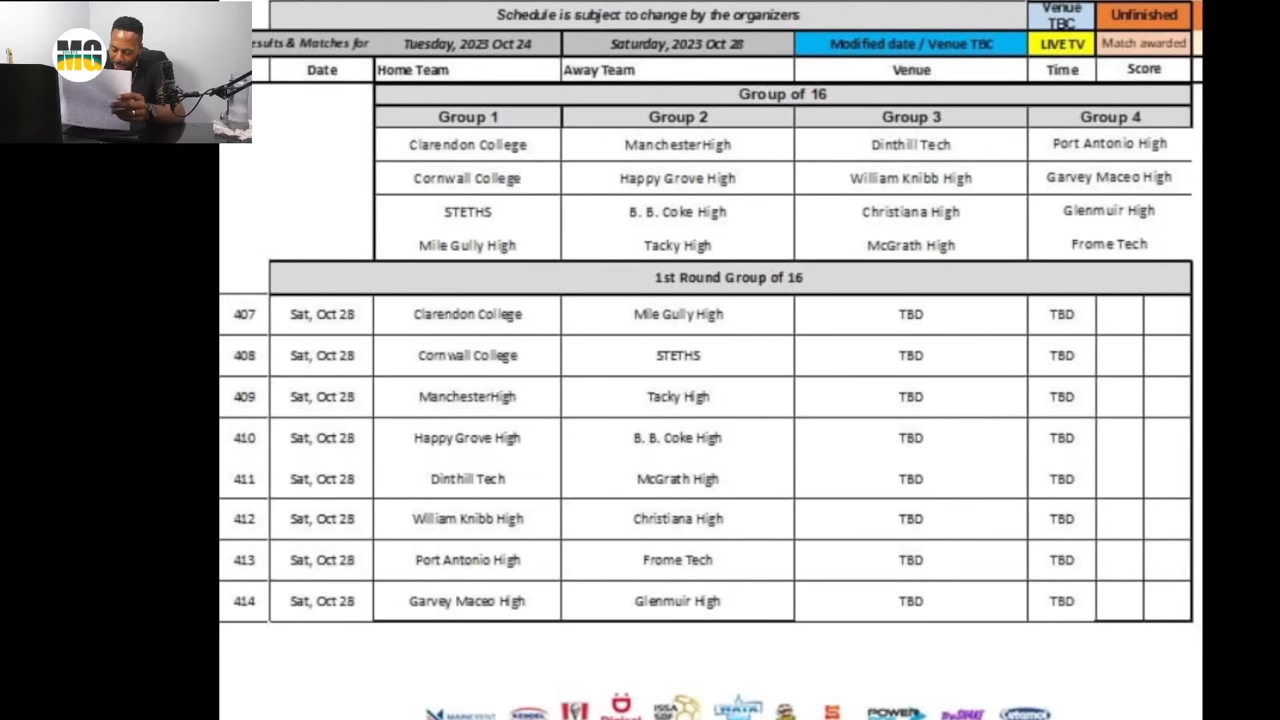 Schedule is subject to change by the organizers
Venue TBC
Unfinished
MG
Results & Matches for
Tuesday, 2023 Oct 24
Saturday, 2023 Oct 28
Modified date / Venue TBC
LIVE TV
Match awarded
Date
Home Team
Away Team
Venue
Time
Score
Group of 16
Group 1
Group 2
Group 3
Group 4
Clarendon College
ManchesterHigh
Dinthill Tech
Port Antonio High
Cornwall College
Happy Grove High
William Knibb High
Garvey Maceo High
STETHS
B. B. Coke High
Christiana High
Glenmuir High
Mile Gully High
Tacky High
McGrath High
Frome Tech
1st Round Group of 16
407 Sat, Oct 28 Clarendon College Mile Gully High TBD TBD
408 Sat, Oct 28 Cornwall College STETHS TBD TBD
409 Sat, Oct 28 ManchesterHigh Tacky High TBD TBD
410 Sat, Oct 28 Happy Grove High B. B. Coke High TBD TBD
411 Sat, Oct 28 Dinthill Tech McGrath High TBD TBD
412 Sat, Oct 28 William Knibb High Christiana High TBD TBD
413 Sat, Oct 28 Port Antonio High Frome Tech TBD TBD
414 Sat, Oct 28 Garvey Maceo High Glenmuir High TBD TBD
ISSA
Digicel
WATA
POWER
Cetamol